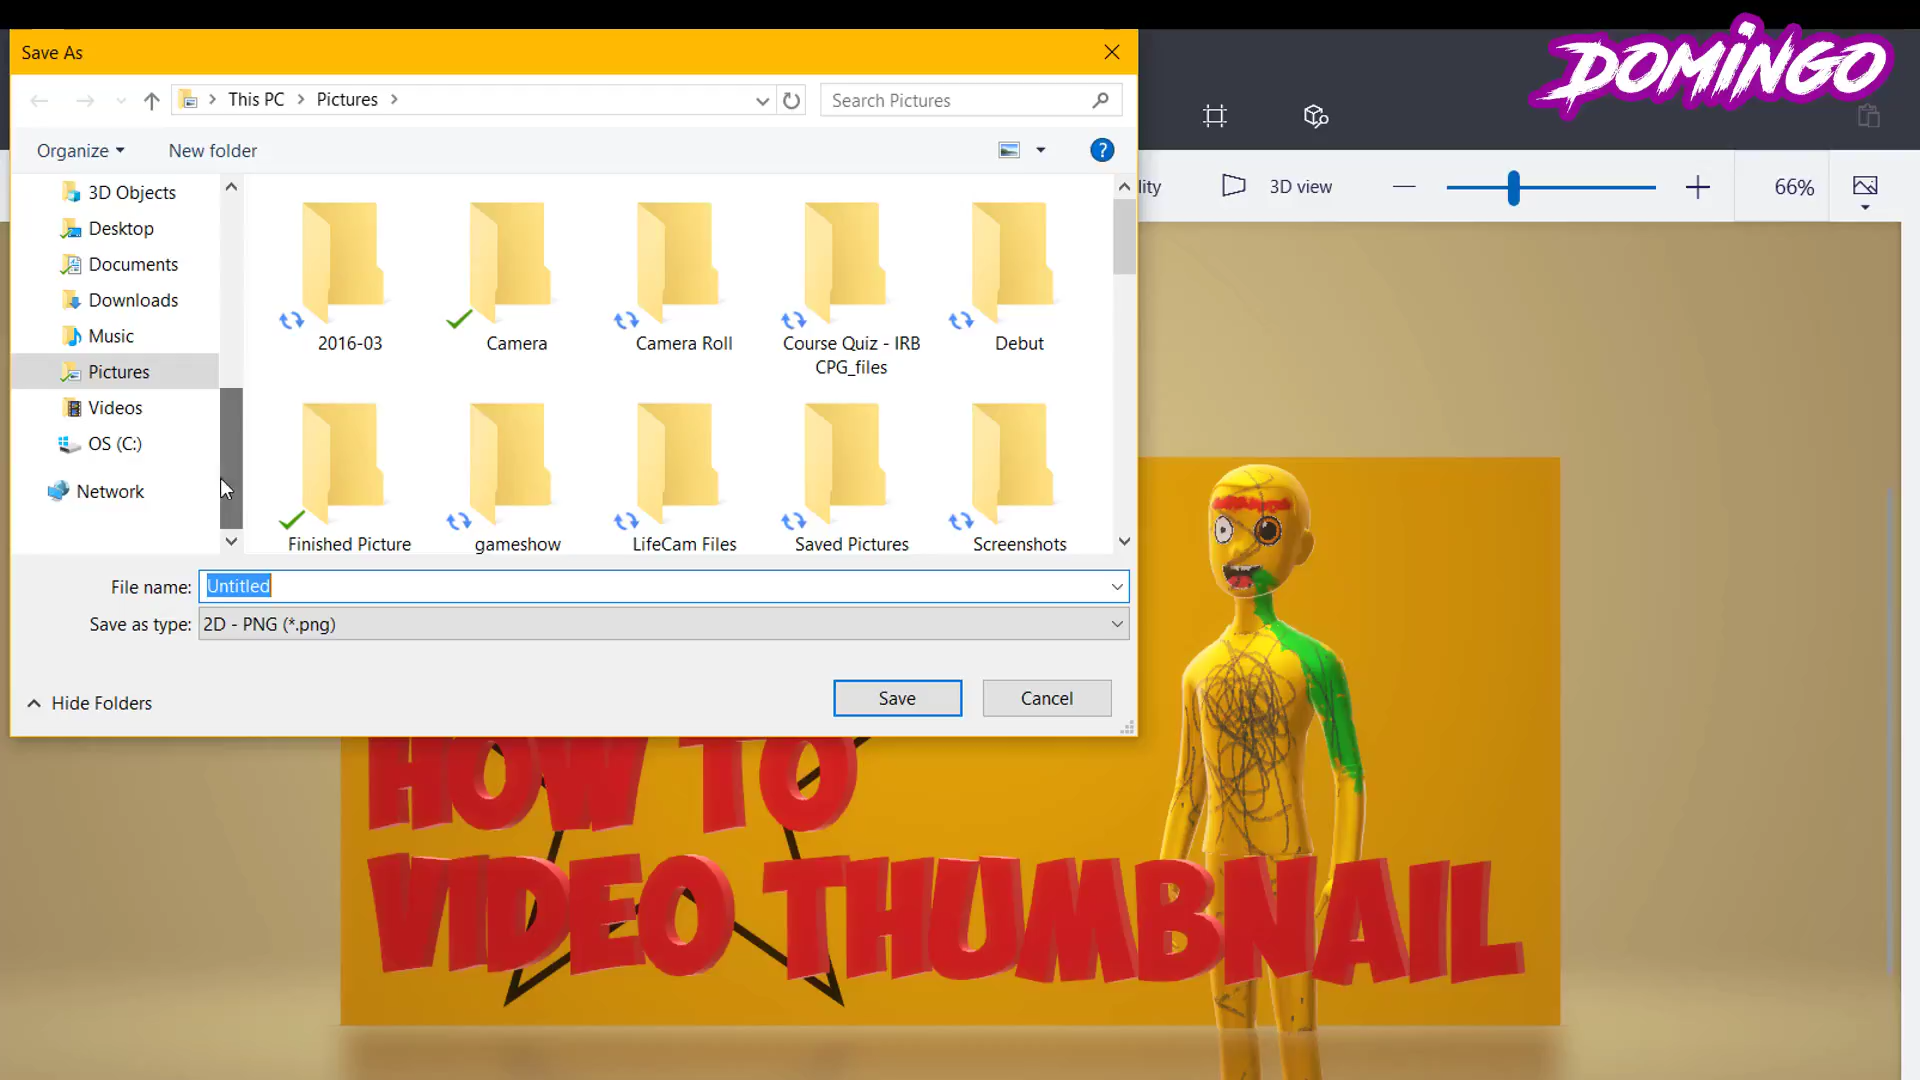 Save As
DOMINGO
This PC
Pictures
Search Pictures
Organize
New folder
?
lity
3D view
66%
3D Objects
Desktop
Documents
Downloads
Music
Pictures
Videos
OS (C:)
Network
2016-03
Camera
Camera Roll
Course Quiz - IRB
CPG_files
Debut
Finished Picture
gameshow
LifeCam Files
Saved Pictures
Screenshots
File name:
Untitled
Save as type:
2D - PNG (*.png)
Hide Folders
Save
Cancel
HOW TO
VIDEO THUMBNAIL